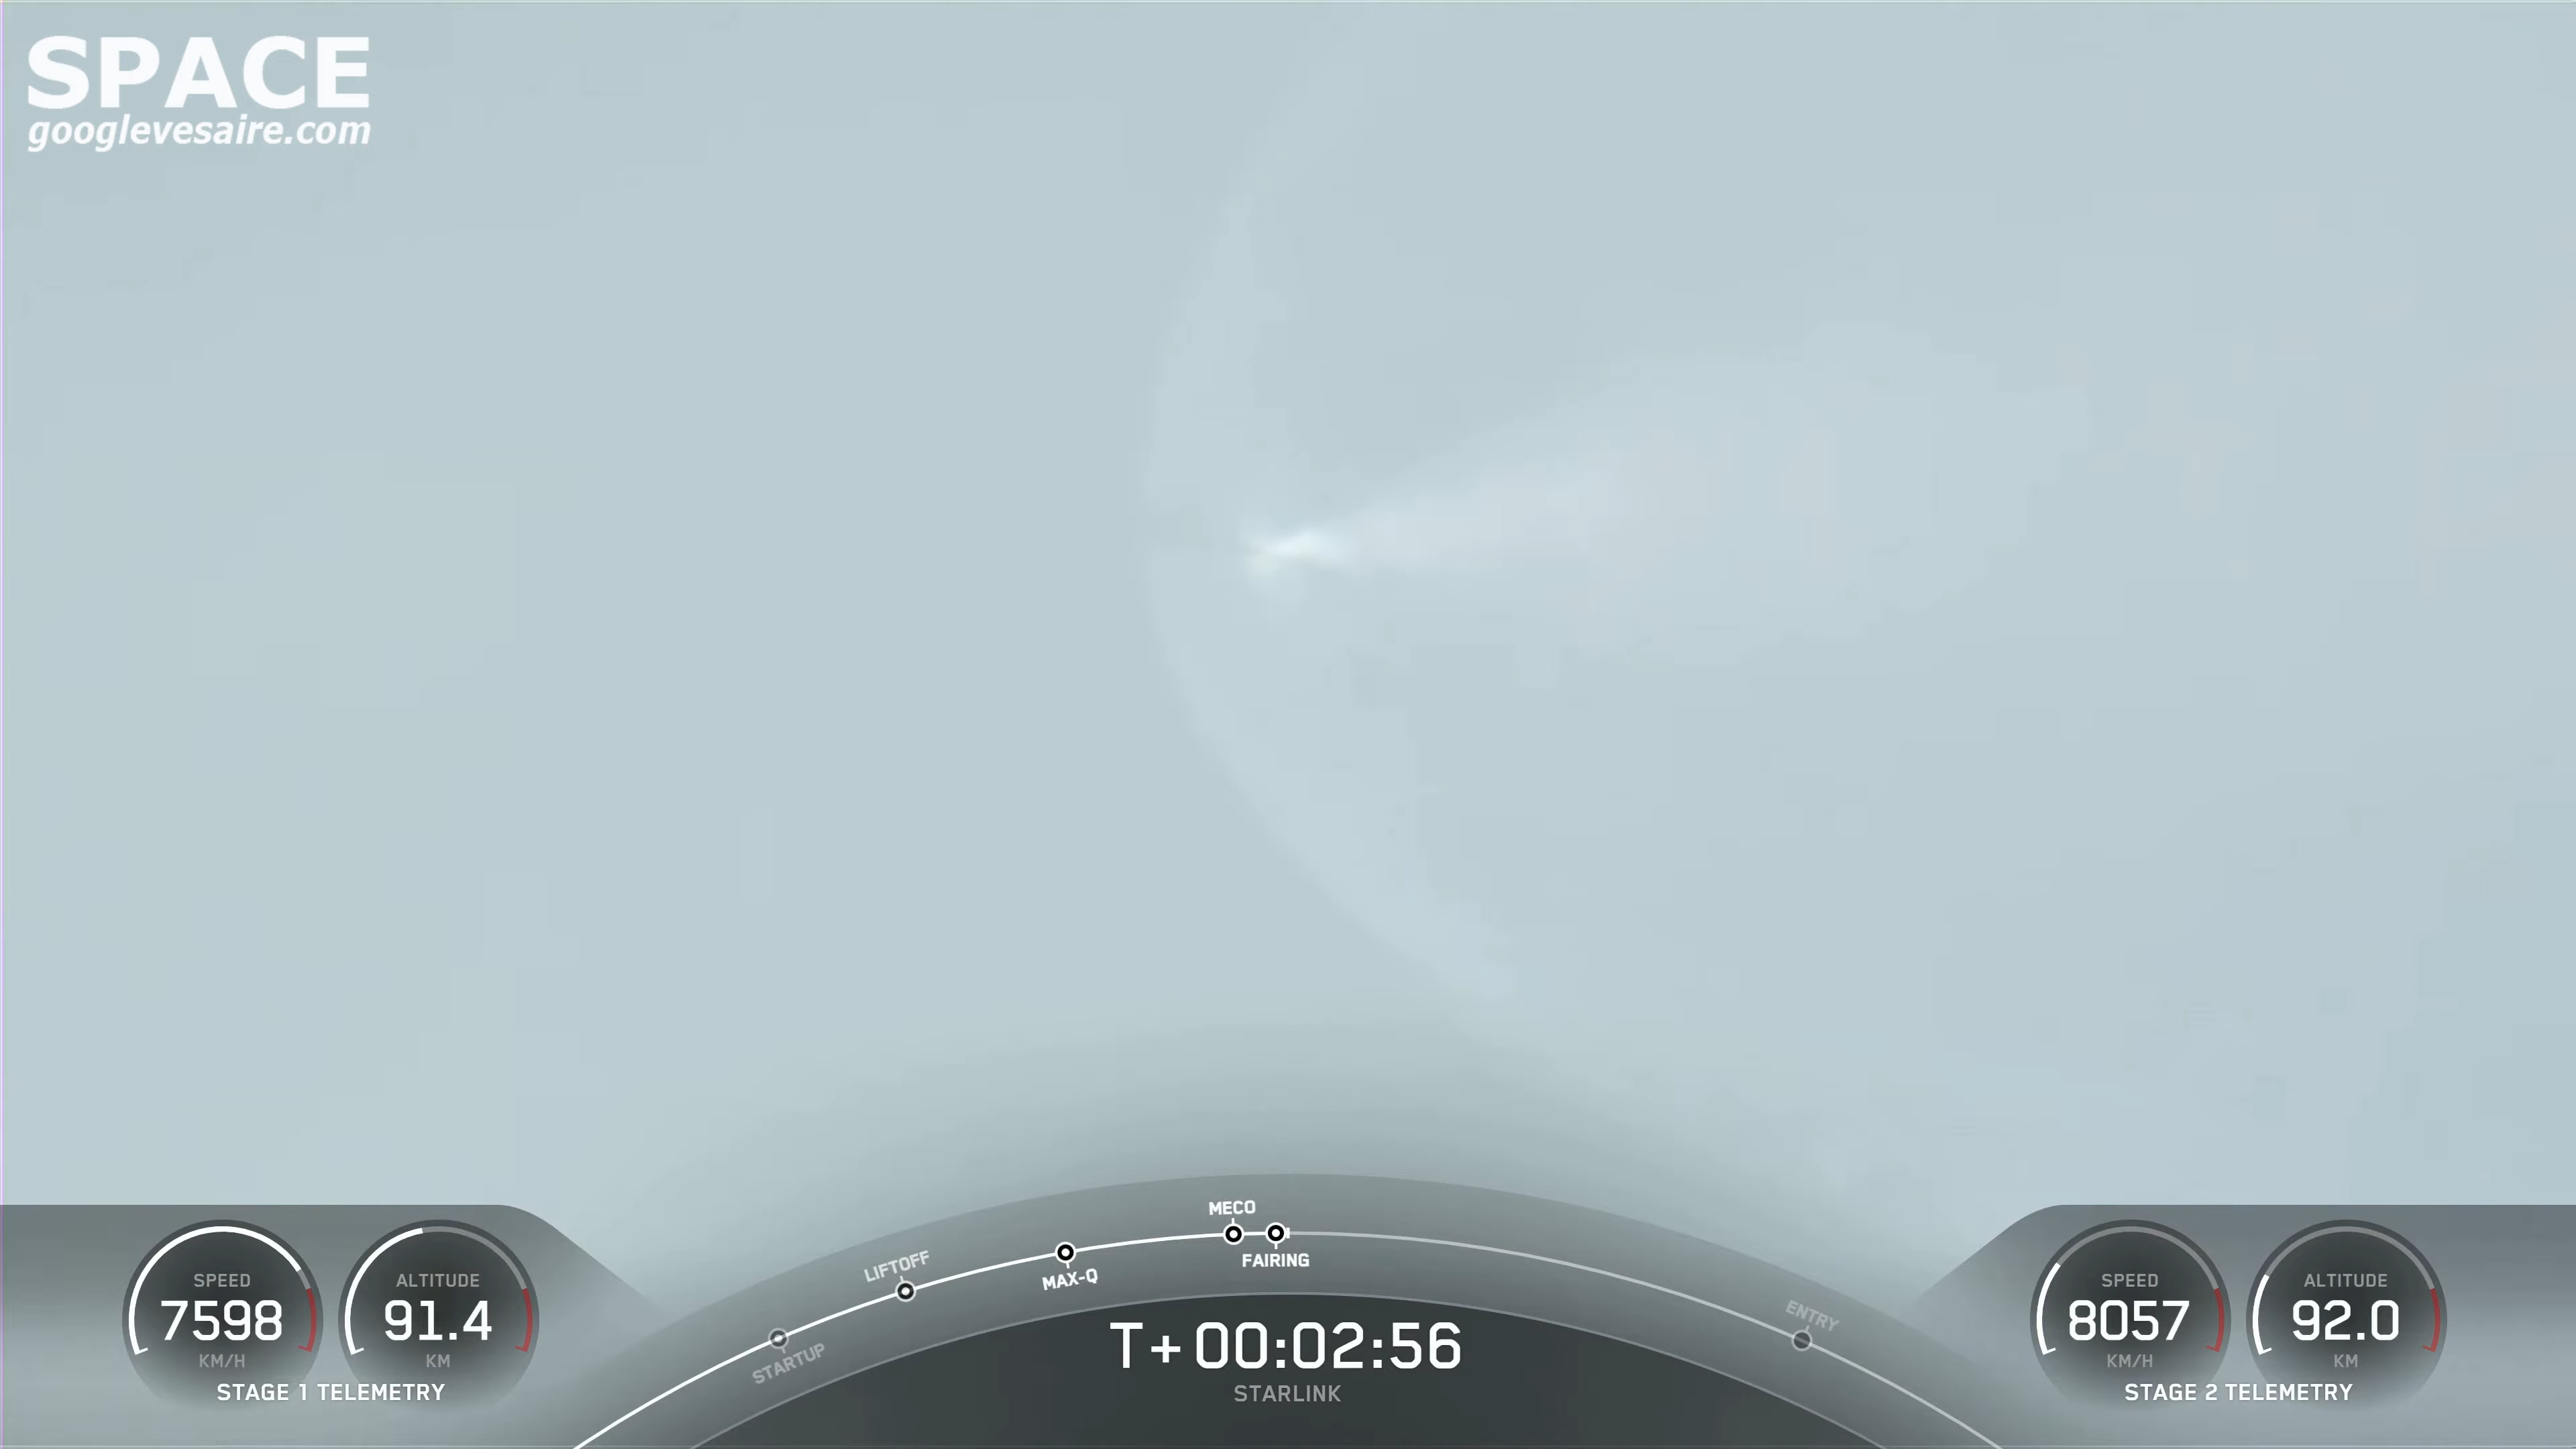 SPACE
googlevesaire.com
MECO
LIFTOFF
FAIRING
MAX-Q
STARTUP
ENTRY
SPEED
7598
KM/H
ALTITUDE
91.4
KM
STAGE 1 TELEMETRY
T+00:02:56
STARLINK
SPEED
8057
KM/H
ALTITUDE
92.0
KM
STAGE 2 TELEMETRY